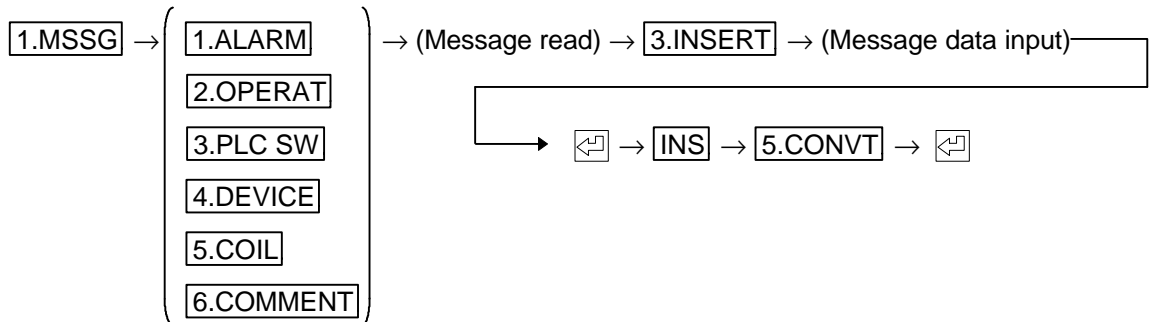 1.MSSG → 1.ALARM → (Message read) → 3.INSERT → (Message data input)
2.OPERAT
3.PLC SW
4.DEVICE
5.COIL
6.COMMENT
→ INS → 5.CONVT →